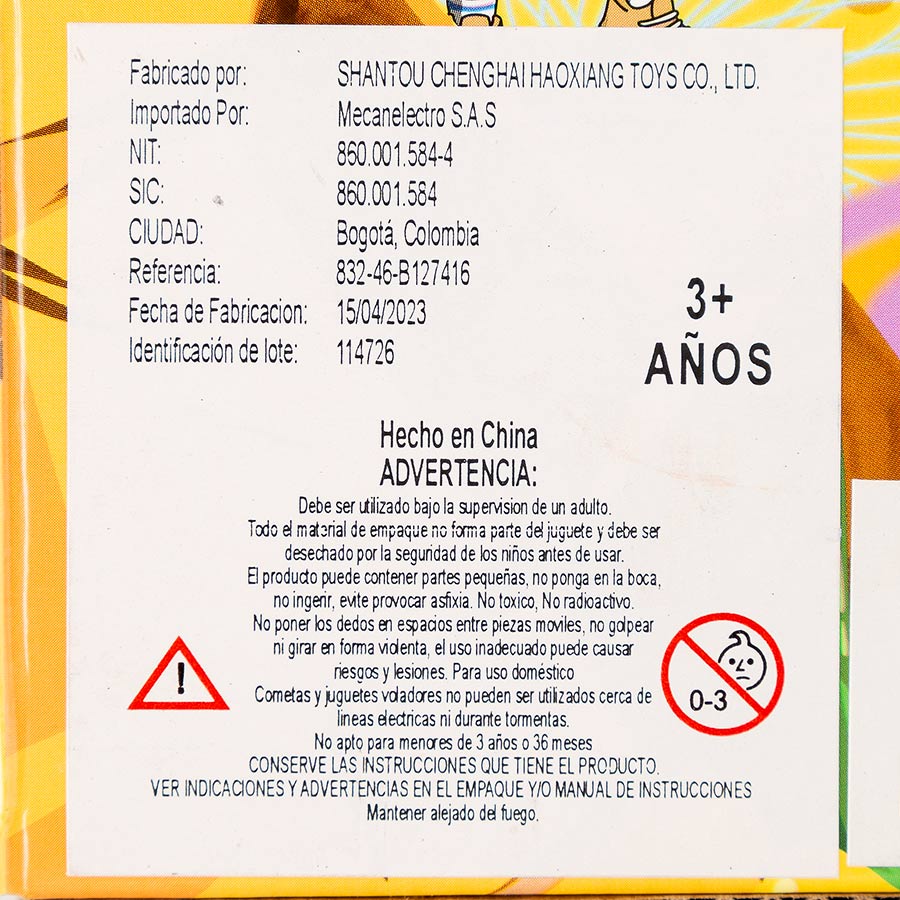 Fabricado por: SHANTOU CHENGHAI HAOXIANG TOYS CO., LTD.
Importado Por: Mecanelectro S.A.S
NIT: 860.001.584-4
SIC: 860.001.584
CIUDAD: Bogotá, Colombia
Referencia: 832-46-B127416
Fecha de Fabricacion: 15/04/2023
Identificación de lote: 114726
3+
AÑOS
Hecho en China
ADVERTENCIA:
Debe ser utilizado bajo la supervision de un adulto.
Todo el material de empaque no forma parte del juguete y debe ser
desechado por la seguridad de los niños antes de usar.
El producto puede contener partes pequeñas, no ponga en la boca,
no ingerir, evite provocar asfixia. No toxico, No radioactivo.
No poner los dedos en espacios entre piezas moviles, no golpear
ni girar en forma violenta, el uso inadecuado puede causar
riesgos y lesiones. Para uso doméstico
Cometas y juguetes voladores no pueden ser utilizados cerca de
lineas electricas ni durante tormentas.
No apto para menores de 3 años o 36 meses
CONSERVE LAS INSTRUCCIONES QUE TIENE EL PRODUCTO.
VER INDICACIONES Y ADVERTENCIAS EN EL EMPAQUE Y/O MANUAL DE INSTRUCCIONES
Mantener alejado del fuego.
!
0-3